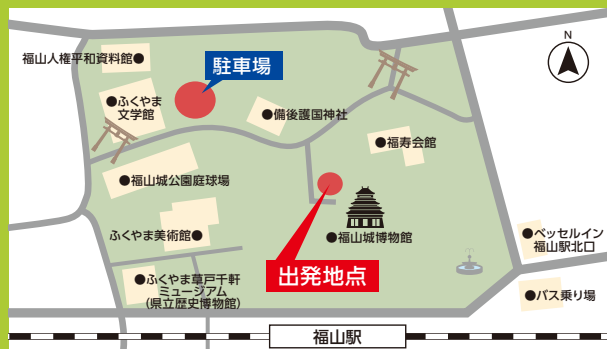 N
福山人権平和資料館●
駐車場
●ふくやま
文学館
●備後護国神社
●福寿会館
●福山城公園庭球場
ふくやま美術館●
●福山城博物館
●ベッセルイン
福山駅北口
●ふくやま草戸千軒
ミュージアム
(県立歴史博物館)
出発地点
●バス乗り場
福山駅